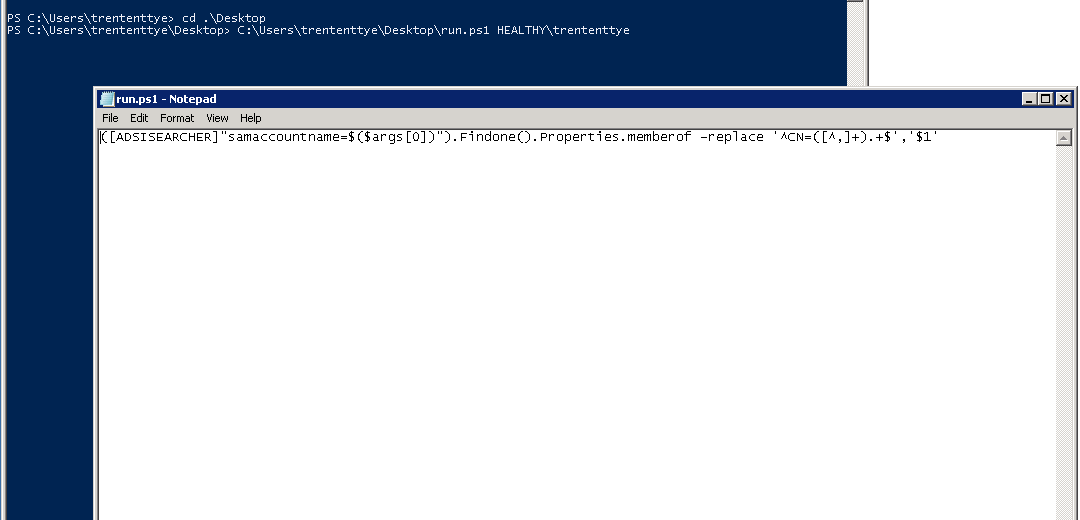 PS C:\Users\trententtye> cd .\Desktop
PS C:\Users\trententtye\Desktop> C:\Users\trententtye\Desktop\run.ps1 HEALTHY\trententtye
run.ps1 - Notepad
File Edit Format View Help
([ADSISEARCHER]"samaccountname=$($args[0])").Findone().Properties.memberof -replace '^CN=([^,]+).+$','$1'